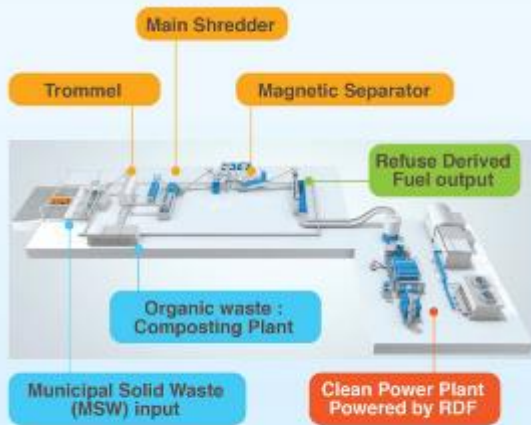 Main Shredder
Trommel
Magnetic Separator
Refuse Derived
Fuel output
Organic waste :
Composting Plant
Municipal Solid Waste
(MSW) input
Clean Power Plant
Powered by RDF